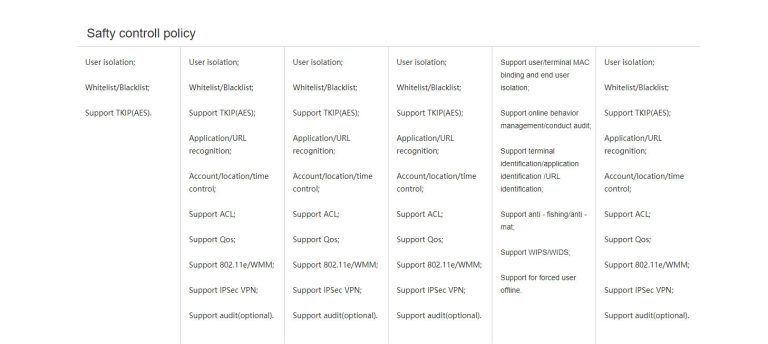 Safty controll policy
User isolation;
Whitelist/Blacklist;
Support TKIP(AES).
User isolation;
Whitelist/Blacklist;
Support TKIP(AES);
Application/URL
recognition;
Account/location/time
control;
Support ACL;
Support Qos;
Support 802.11e/WMM;
Support IPSec VPN;
Support audit(optional).
User isolation;
Whitelist/Blacklist;
Support TKIP(AES);
Application/URL
recognition;
Account/location/time
control;
Support ACL;
Support Qos;
Support 802.11e/WMM;
Support IPSec VPN;
Support audit(optional).
User isolation;
Whitelist/Blacklist;
Support TKIP(AES);
Application/URL
recognition;
Account/location/time
control;
Support ACL;
Support Qos;
Support 802.11e/WMM;
Support IPSec VPN;
Support audit(optional).
Support user/terminal MAC
binding and end user
isolation;
Support online behavior
management/conduct audit;
Support terminal
identification/application
identification /URL
identification;
Support anti - fishing/anti -
mat;
Support WIPS/WIDS;
Support for forced user
offline.
User isolation;
Whitelist/Blacklist;
Support TKIP(AES);
Application/URL
recognition;
Account/location/time
control;
Support ACL;
Support Qos;
Support 802.11e/WMM;
Support IPSec VPN;
Support audit(optional).